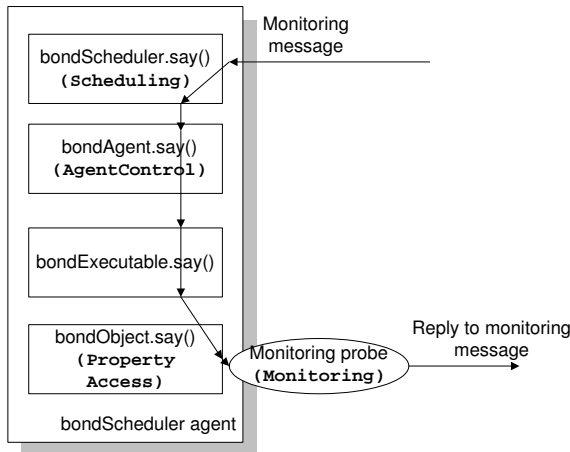 Monitoring
message
bondScheduler.say()
(Scheduling)
bondAgent.say()
(AgentControl)
bondExecutable.say()
bondObject.say()
(Property
Access)
Monitoring probe
(Monitoring)
Reply to monitoring
message
bondScheduler agent